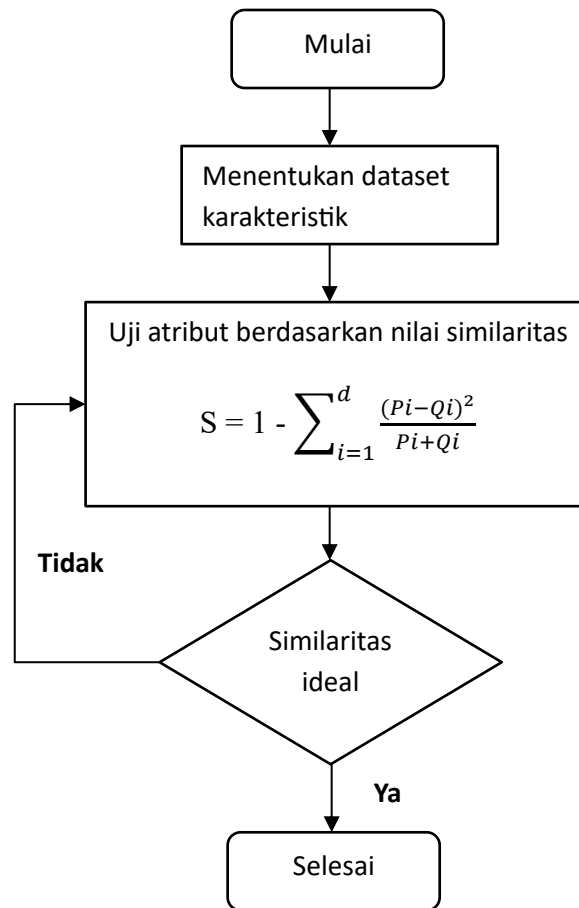 Mulai
Menentukan dataset
karakteristik
Uji atribut berdasarkan nilai similaritas
S = 1 - ∑_{i=1}^{d} (Pi-Qi)²/(Pi+Qi)
Tidak
Similaritas
ideal
Ya
Selesai